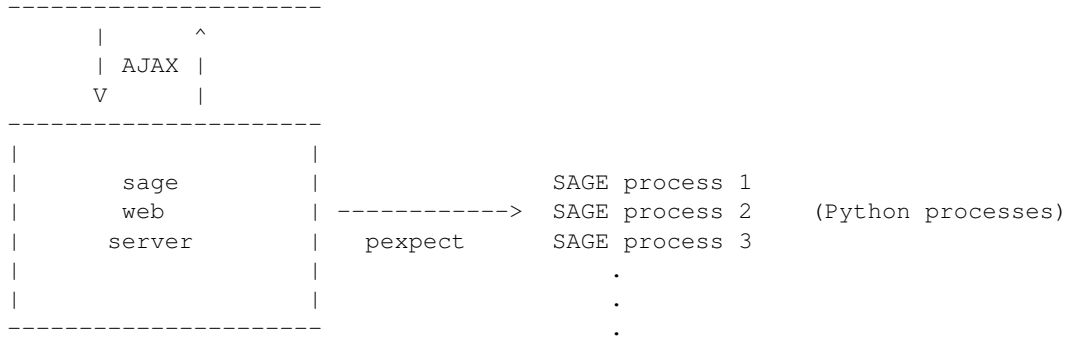 ----------------------
| ^
| AJAX |
V |
----------------------
| |
| sage | SAGE process 1
| web | ------------> SAGE process 2 (Python processes)
| server | pexpect SAGE process 3
| | .
| | .
---------------------- .